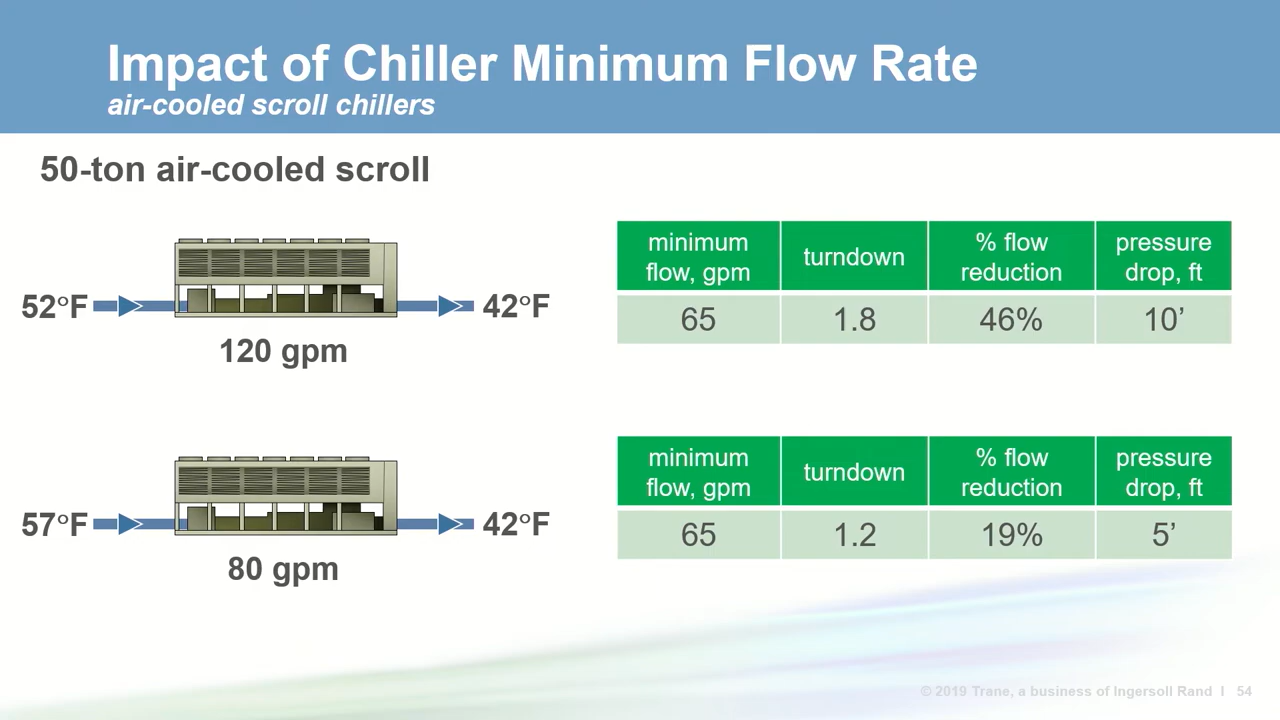 Impact of Chiller Minimum Flow Rate
air-cooled scroll chillers
50-ton air-cooled scroll
52°F
42°F
120 gpm
minimum flow, gpm
turndown
% flow reduction
pressure drop, ft
65
1.8
46%
10’
57°F
42°F
80 gpm
minimum flow, gpm
turndown
% flow reduction
pressure drop, ft
65
1.2
19%
5’
© 2019 Trane, a business of Ingersoll Rand I 54